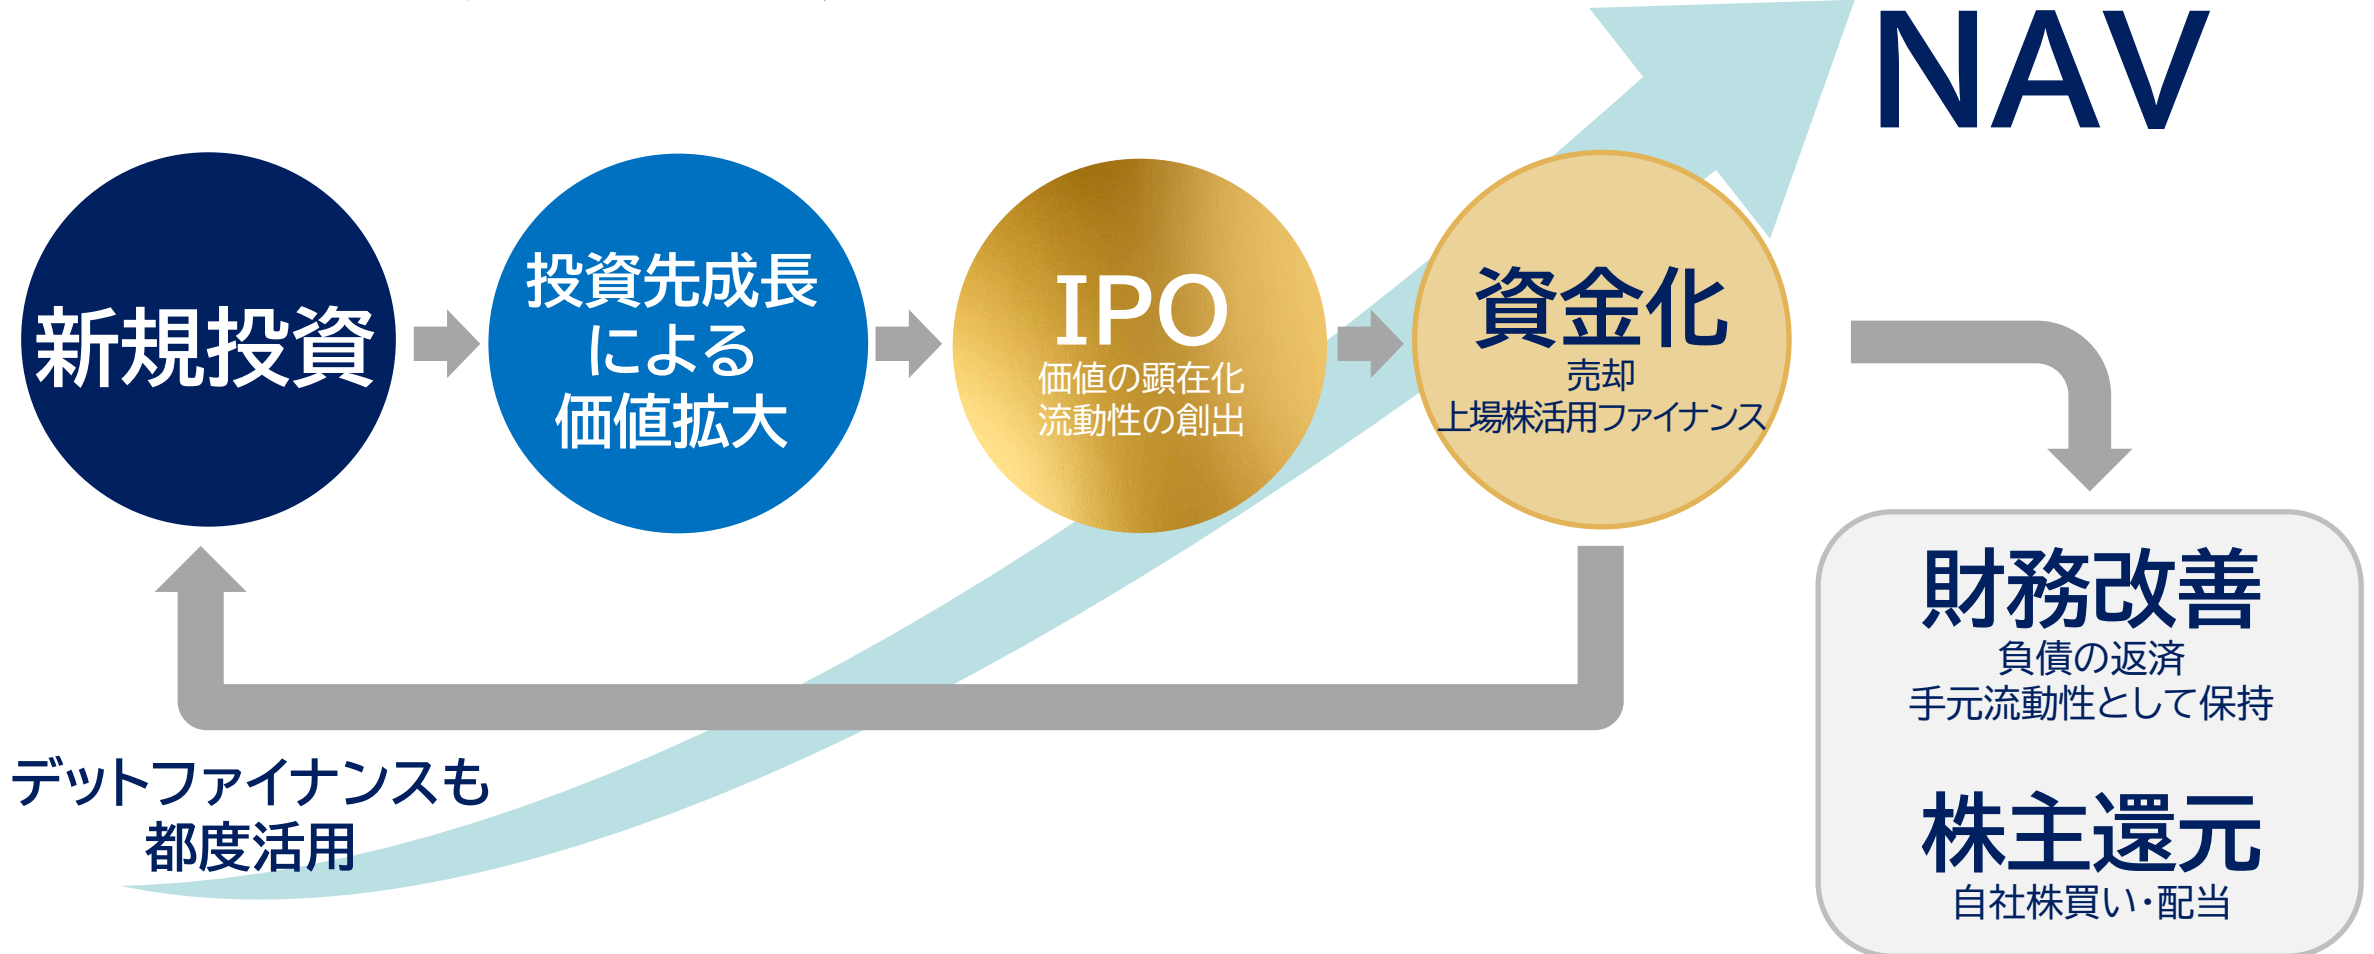 NAV
新規投資
投資先成長
による
価値拡大
IPO
価値の顕在化
流動性の創出
資金化
売却
上場株活用ファイナンス
財務改善
負債の返済
手元流動性として保持
株主還元
自社株買い・配当
デットファイナンスも
都度活用